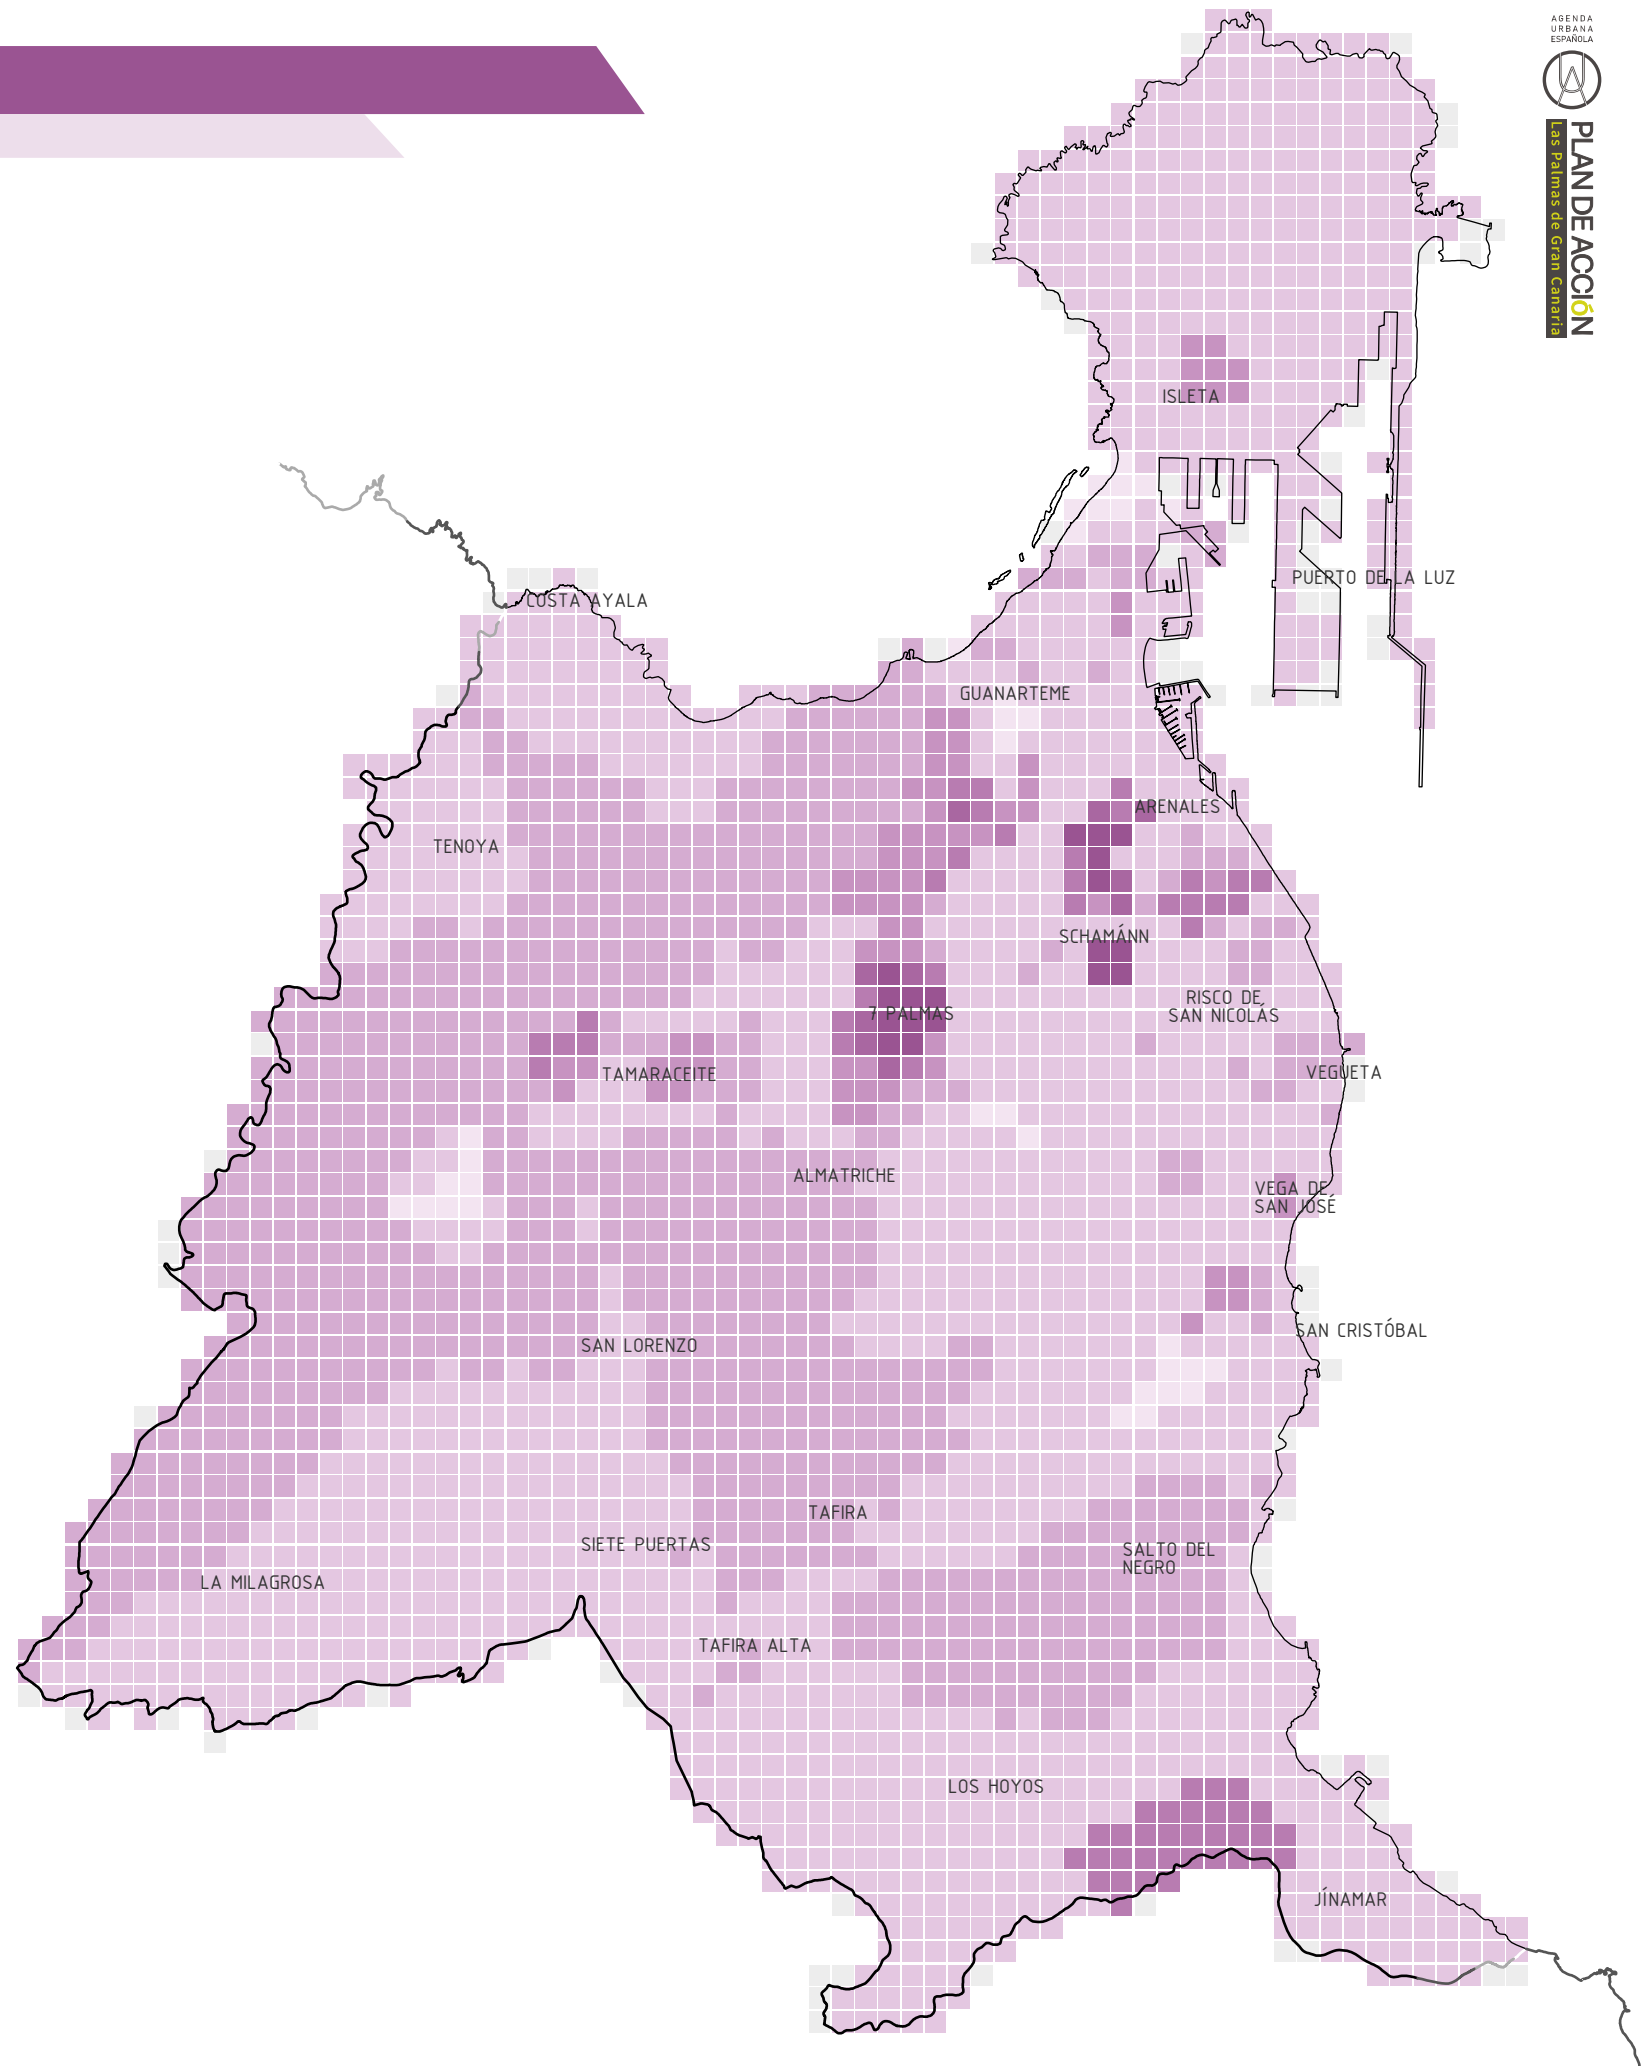 AGENDA
URBANA
ESPAÑOLA
PLAN DE ACCIÓN
Las Palmas de Gran Canaria
ISLETA
PUERTO DE LA LUZ
COSTA AYALA
GUANARTEME
ARENALES
TENOYA
SCHAMÁNN
RISCO DE
SAN NICOLÁS
7 PALMAS
TAMARACEITE
VEGUETA
ALMATRICHE
VEGA DE
SAN JOSÉ
SAN CRISTÓBAL
SAN LORENZO
TAFIRA
SIETE PUERTAS
SALTO DEL
NEGRO
LA MILAGROSA
TAFIRA ALTA
LOS HOYOS
JÍNAMAR